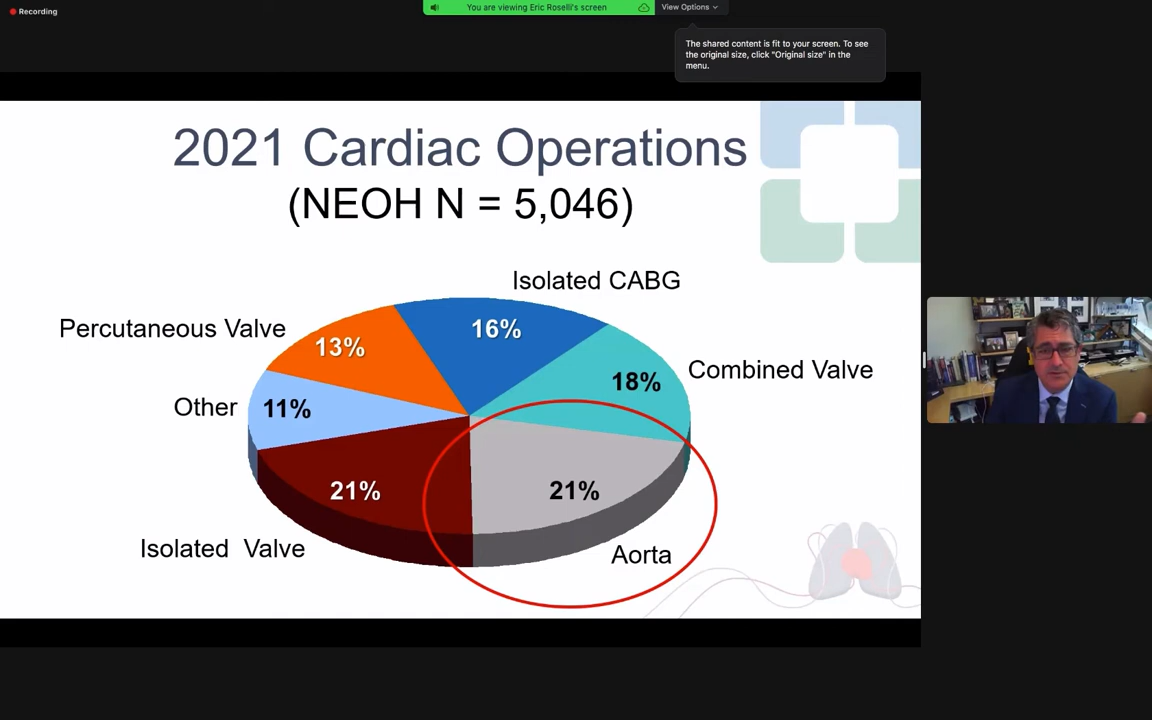 Recording
You are viewing Eric Roselli's screen
View Options
The shared content is fit to your screen. To see
the original size, click "Original size" in the
menu.
2021 Cardiac Operations
(NEOH N = 5,046)
Isolated CABG
Percutaneous Valve
16%
13%
Combined Valve
18%
Other
11%
21%
21%
Isolated Valve
Aorta